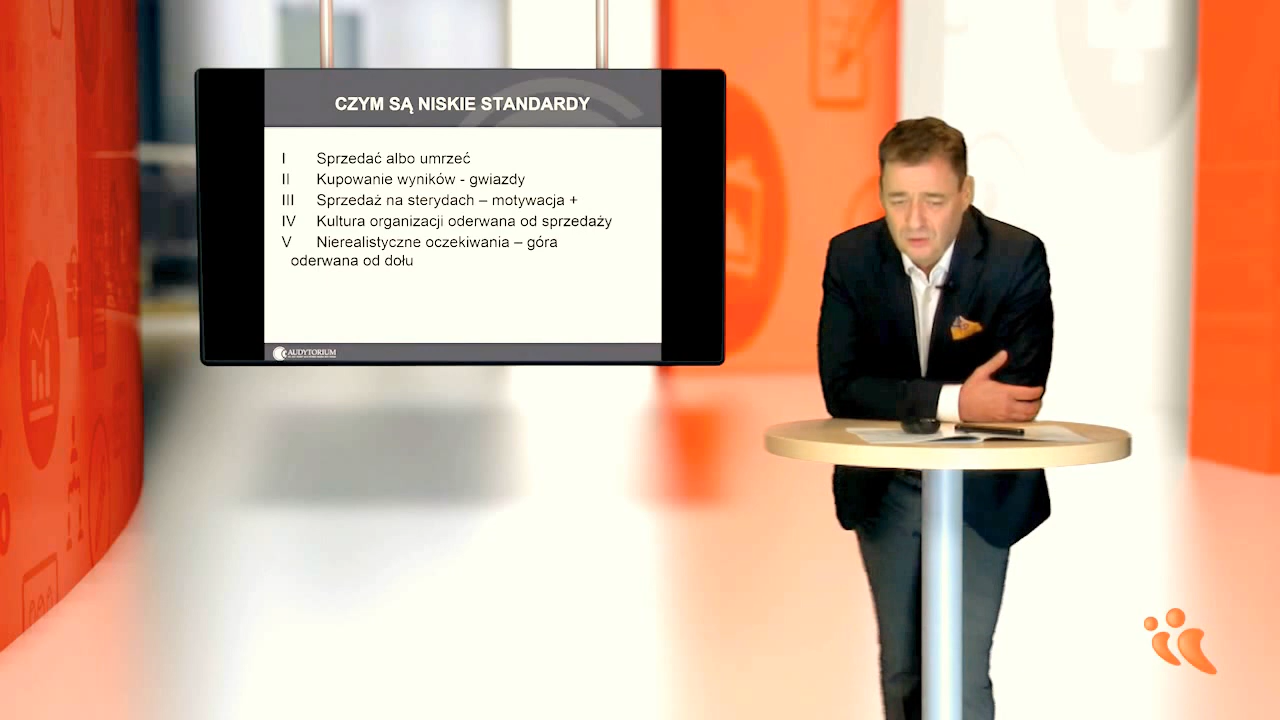 CZYM SĄ NISKIE STANDARDY
I Sprzedać albo umrzeć
II Kupowanie wyników - gwiazdy
III Sprzedaż na sterydach – motywacja +
IV Kultura organizacji oderwana od sprzedaży
V Nierealistyczne oczekiwania – góra
oderwana od dołu
AUDYTORIUM